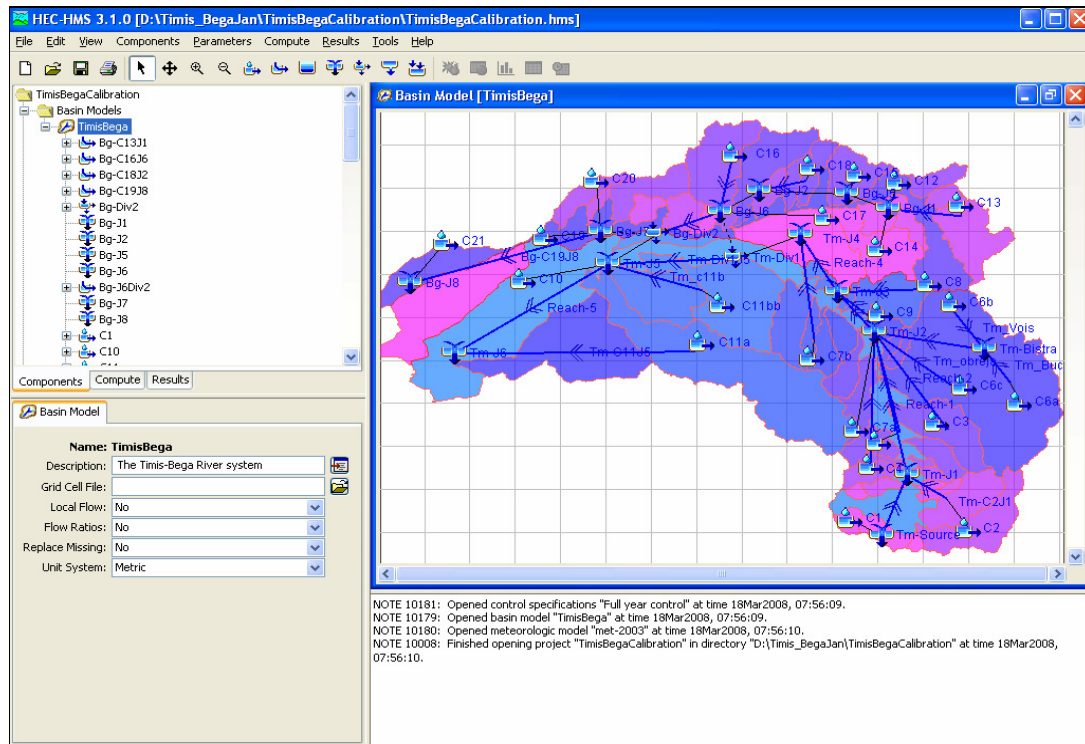 HEC-HMS 3.1.0 [D:\Timis_BegaJan\TimisBegaCalibration\TimisBegaCalibration.hms]
File Edit View Components Parameters Compute Results Tools Help
TimisBegaCalibration
Basin Models
TimisBega
Bg-C13J1
Bg-C16J6
Bg-C18J2
Bg-C19J8
Bg-Div2
Bg-J1
Bg-J2
Bg-J5
Bg-J6
Bg-J6Div2
Bg-J7
Bg-J8
C1
C10
Components Compute Results
Basin Model
Name: TimisBega
Description: The Timis-Bega River system
Grid Cell File:
Local Flow: No
Flow Ratios: No
Replace Missing: No
Unit System: Metric
Basin Model [TimisBega]
C16
C18
C12
C20
Bg-J2
C13
Bg-J6
C17
C21
Bg-Div2
Tm-J4
C14
Bg-C19J8
Tm-Div1
Reach-4
Bg-J8
C10
Tm_c11b
C8
C6b
Reach-5
C11bb
C9
Tm-J2
Tm_Vois
Tm-J6
Tm-C11J5
C11a
C7b
Tm-Bistra
Tm_Buc
Reach-2
C6c
C6a
Reach-1
C3
C7a
Tm-J1
Tm-C2J1
C1
Tm-Source
C2
NOTE 10181: Opened control specifications "Full year control" at time 18Mar2008, 07:56:09.
NOTE 10179: Opened basin model "TimisBega" at time 18Mar2008, 07:56:09.
NOTE 10180: Opened meteorologic model "met-2003" at time 18Mar2008, 07:56:10.
NOTE 10008: Finished opening project "TimisBegaCalibration" in directory "D:\Timis_BegaJan\TimisBegaCalibration" at time 18Mar2008,
07:56:10.